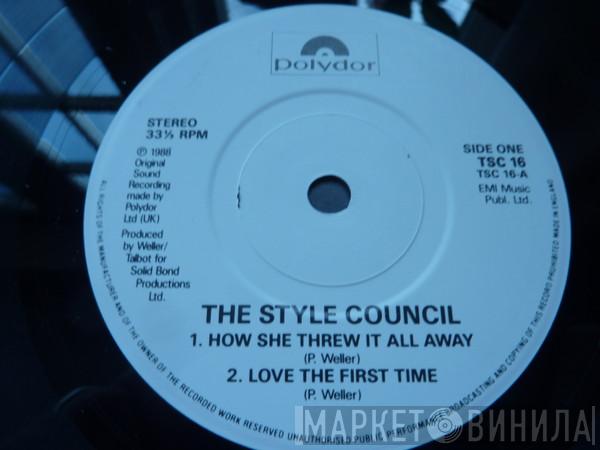 polydor
STEREO
33⅓ RPM
℗ 1988
Original
Sound
Recording
made by
Polydor
Ltd (UK)
Produced
by Weller/
Talbot for
Solid Bond
Productions
Ltd.
SIDE ONE
TSC 16
TSC 16-A
EMI Music
Publ. Ltd.
THE STYLE COUNCIL
1. HOW SHE THREW IT ALL AWAY
(P. Weller)
2. LOVE THE FIRST TIME
(P. Weller)
ALL RIGHTS OF THE MANUFACTURER AND OF THE OWNER OF THE RECORDED WORK RESERVED UNAUTHORISED PUBLIC PERFORMANCE BROADCASTING AND COPYING OF THIS RECORD PROHIBITED MADE IN ENGLAND
МАРКЕТ ВИНИЛА